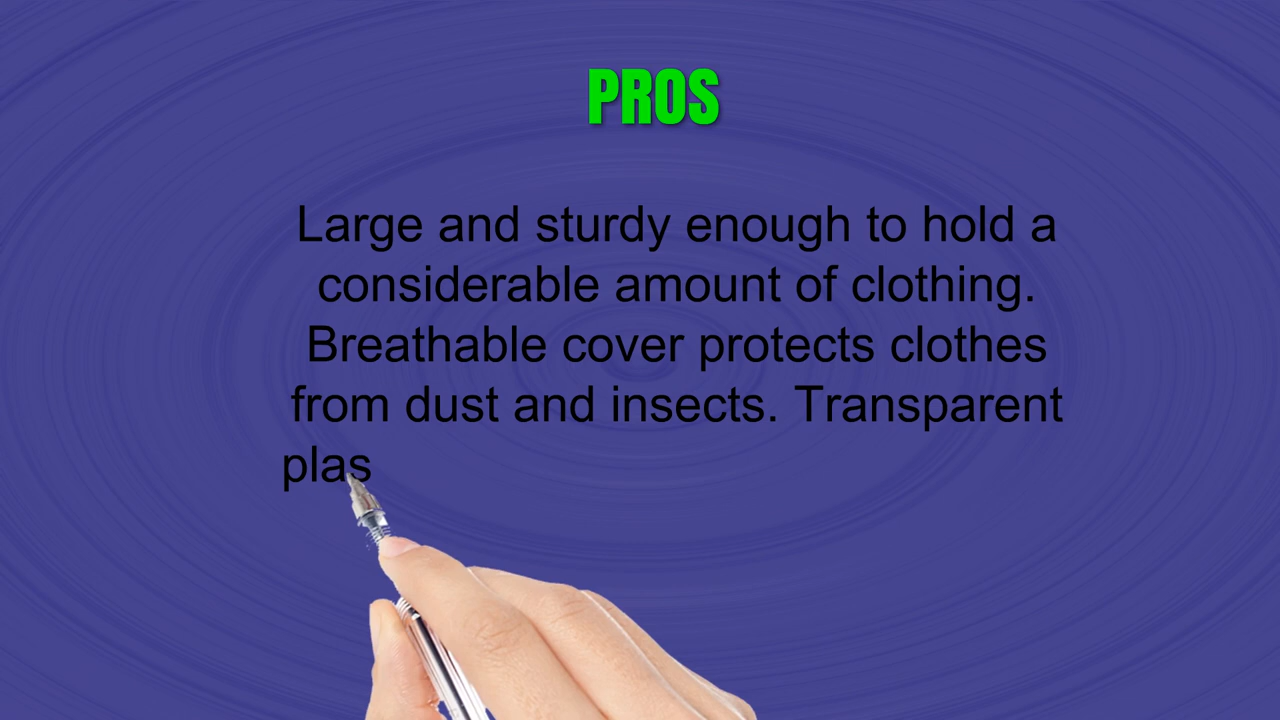 PROS
Large and sturdy enough to hold a
considerable amount of clothing.
Breathable cover protects clothes
from dust and insects. Transparent
plas